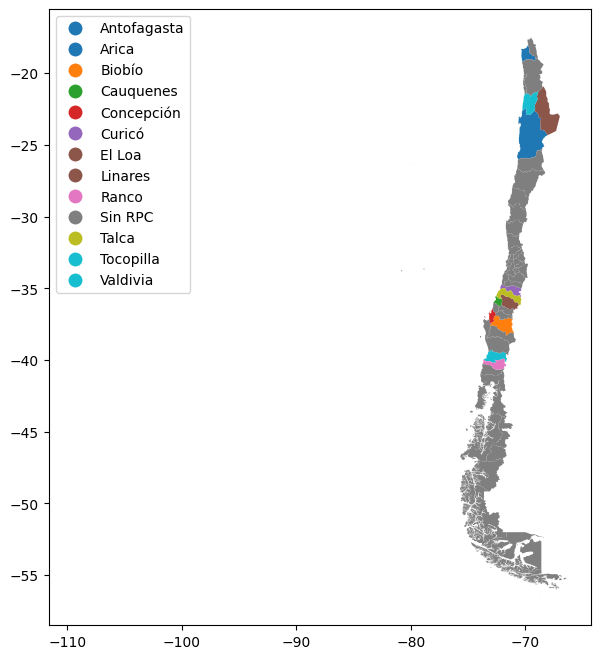 Antofagasta
Arica
Biobío
Cauquenes
Concepción
Curicó
El Loa
Linares
Ranco
Sin RPC
Talca
Tocopilla
Valdivia
−20
−25
−30
−35
−40
−45
−50
−55
−110
−100
−90
−80
−70